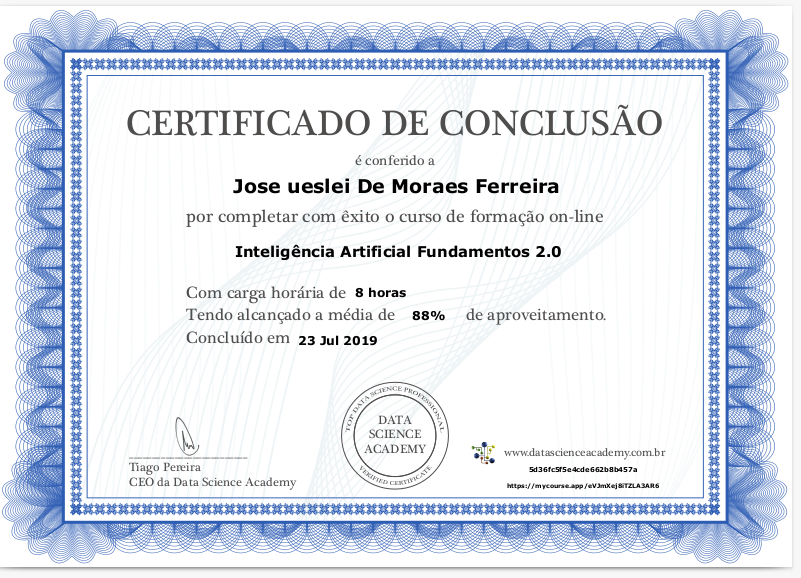 CERTIFICADO DE CONCLUSÃO
é conferido a
Jose ueslei De Moraes Ferreira
por completar com êxito o curso de formação on-line
Inteligência Artificial Fundamentos 2.0
Com carga horária de 8 horas
Tendo alcançado a média de 88% de aproveitamento.
Concluído em 23 Jul 2019
TOP DATA SCIENCE PROFESSIONAL
DATA
SCIENCE
ACADEMY
VERIFIED CERTIFICATE
Tiago Pereira
CEO da Data Science Academy
www.datascienceacademy.com.br
5d36fc5f5e4cde662b8b457a
https://mycourse.app/eVJmXej8iTZLA3AR6